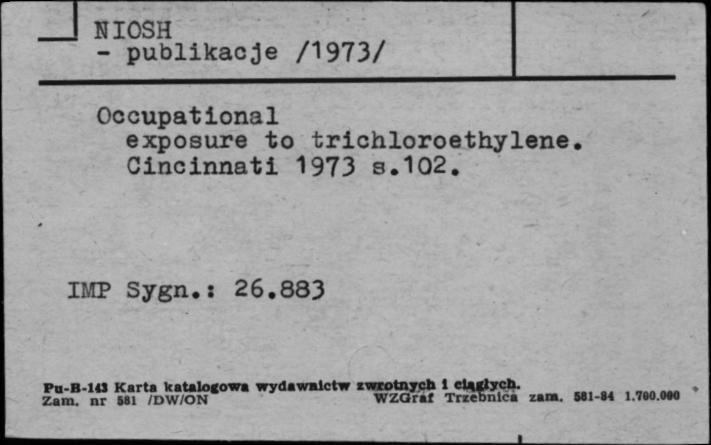 NIOSH
- publikacje /1973/
Occupational
exposure to trichloroethylene.
Cincinnati 1973 s.102.
IMP Sygn.: 26.883
Pu-B-143 Karta katalogowa wydawnictw zwrotnych i ciągłych.
Zam. nr 581 /DW/ON WZGraf Trzebnica zam. 581-84 1.700.000